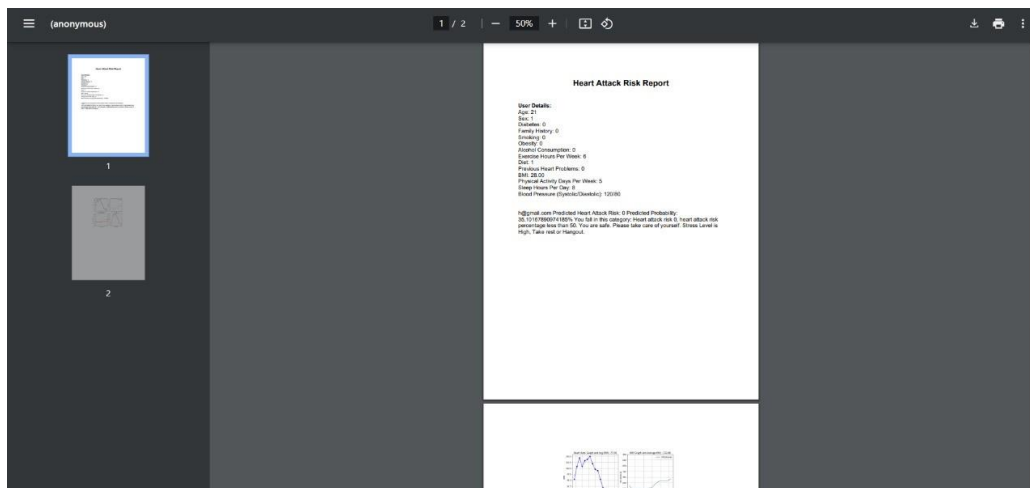 (anonymous)
1 / 2
50%
Heart Attack Risk Report
User Details:
Age: 21
Sex: 1
Diabetes: 0
Family History: 0
Smoking: 0
Obesity: 0
Alcohol Consumption: 0
Exercise Hours Per Week: 6
Diet: 1
Previous Heart Problems: 0
BMI: 28.00
Physical Activity Days Per Week: 5
Sleep Hours Per Day: 6
Blood Pressure (Systolic/Diastolic): 120/80
h@gmail.com Predicted Heart Attack Risk: 0 Predicted Probability:
You fall in this category: Heart attack risk 0, heart attack risk
percentage less than 50. You are safe. Please take care of yourself. Stress Level is
High, Take rest or Hangout.
1
2